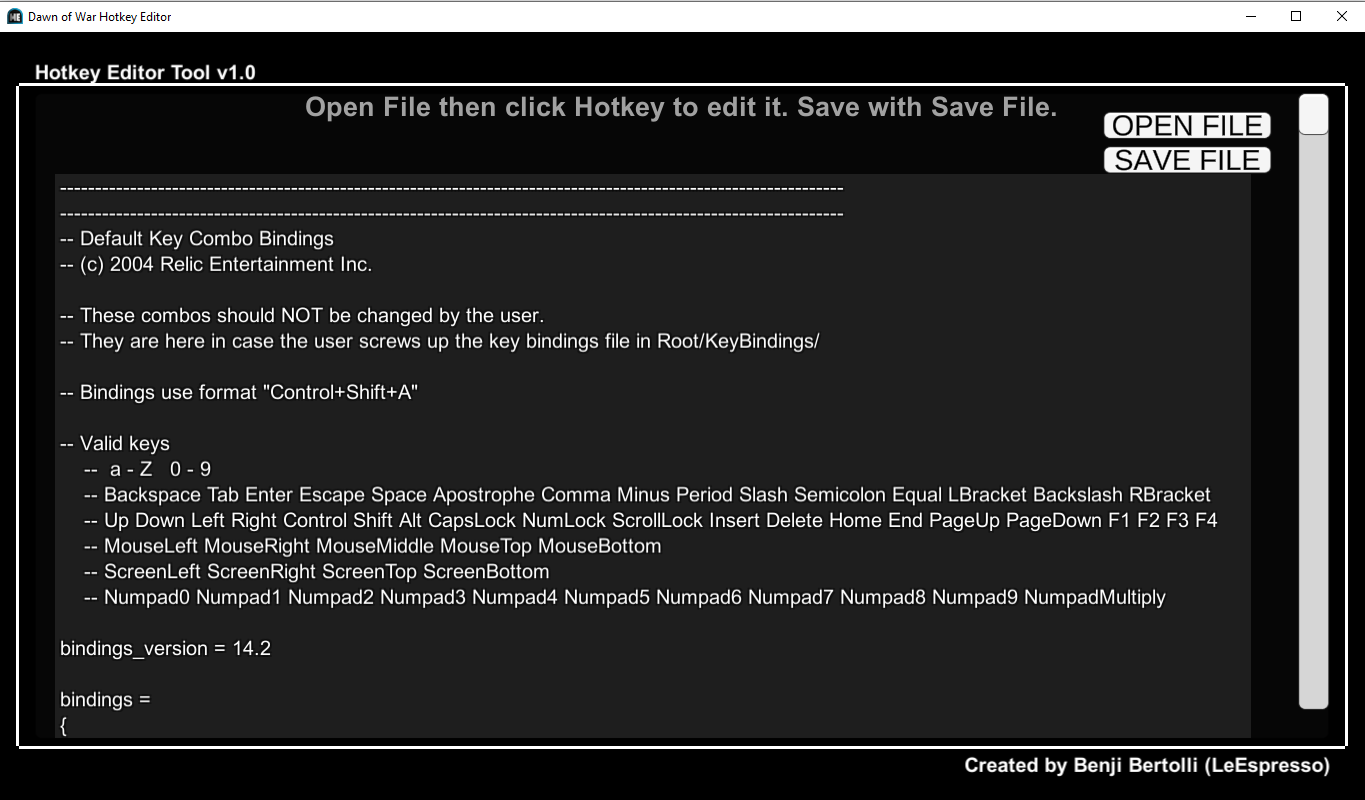 ME Dawn of War Hotkey Editor
Hotkey Editor Tool v1.0
Open File then click Hotkey to edit it. Save with Save File.
OPEN FILE
SAVE FILE
----------------------------------------------------------------------------------------------------------------
----------------------------------------------------------------------------------------------------------------
-- Default Key Combo Bindings
-- (c) 2004 Relic Entertainment Inc.
-- These combos should NOT be changed by the user.
-- They are here in case the user screws up the key bindings file in Root/KeyBindings/
-- Bindings use format "Control+Shift+A"
-- Valid keys
-- a - Z 0 - 9
-- Backspace Tab Enter Escape Space Apostrophe Comma Minus Period Slash Semicolon Equal LBracket Backslash RBracket
-- Up Down Left Right Control Shift Alt CapsLock NumLock ScrollLock Insert Delete Home End PageUp PageDown F1 F2 F3 F4
-- MouseLeft MouseRight MouseMiddle MouseTop MouseBottom
-- ScreenLeft ScreenRight ScreenTop ScreenBottom
-- Numpad0 Numpad1 Numpad2 Numpad3 Numpad4 Numpad5 Numpad6 Numpad7 Numpad8 Numpad9 NumpadMultiply
bindings_version = 14.2
bindings =
{
Created by Benji Bertolli (LeEspresso)